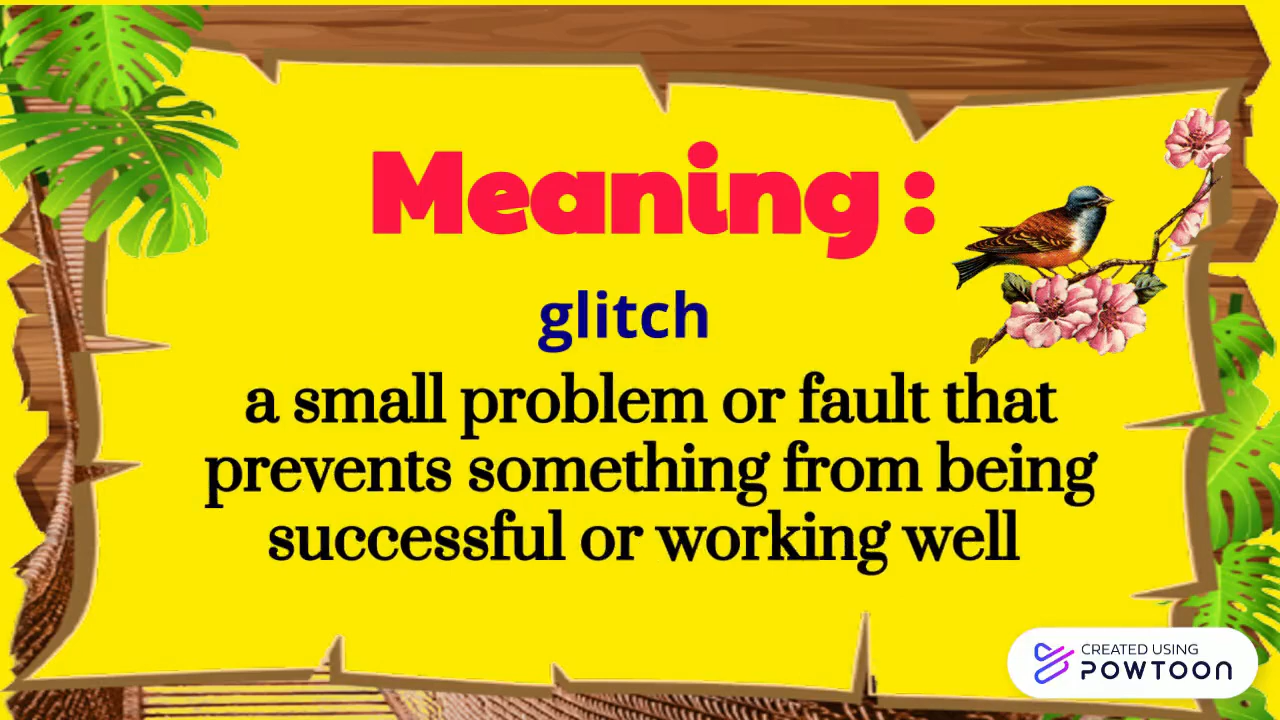 Meaning :
glitch
a small problem or fault that
prevents something from being
successful or working well
CREATED USING
POWTOON